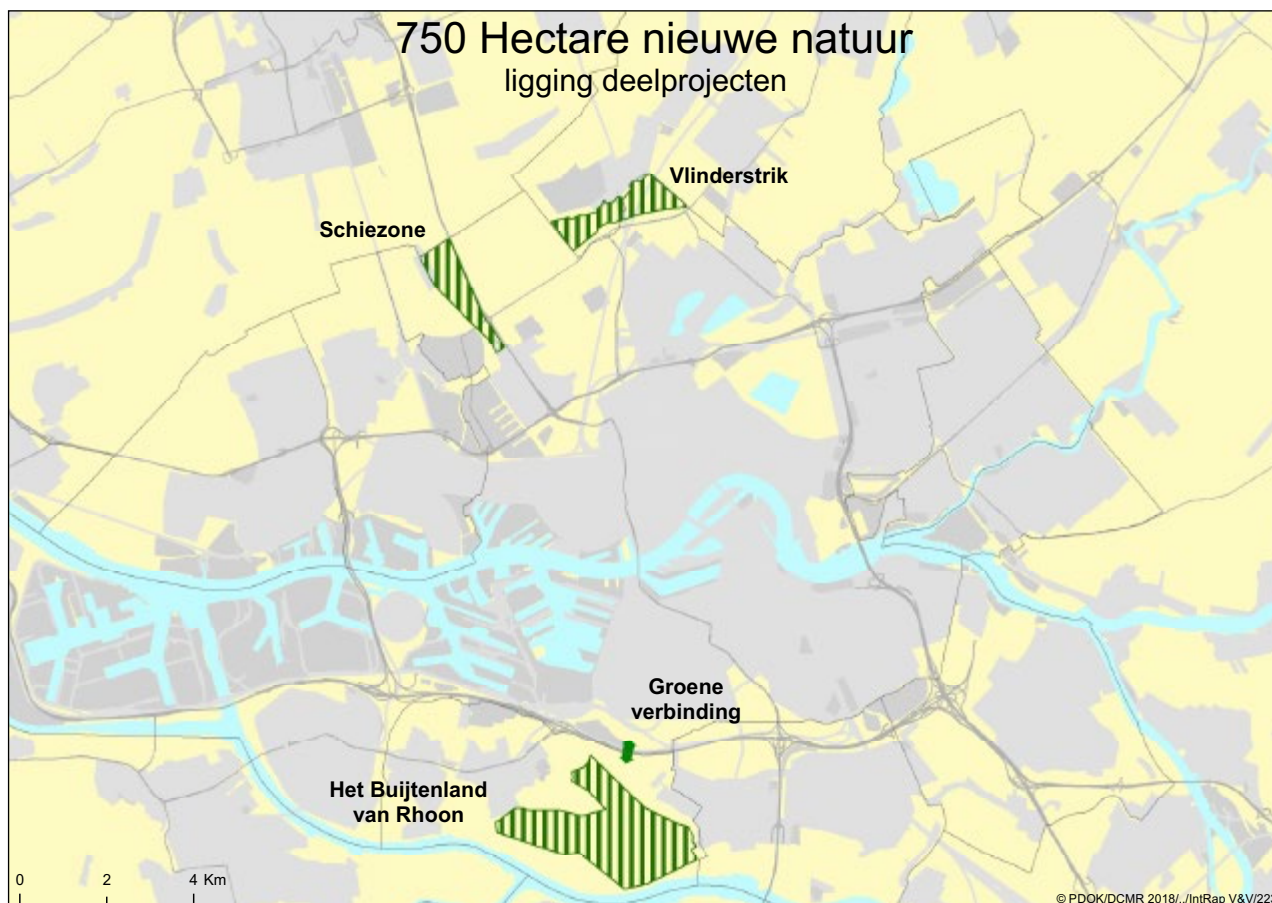 750 Hectare nieuwe natuur
ligging deelprojecten
Vlinderstrik
Schiezone
Groene
verbinding
Het Buijtenland
van Rhoon
0 2 4 Km
© PDOK/DCMR 2018/../IntRap V&V/222